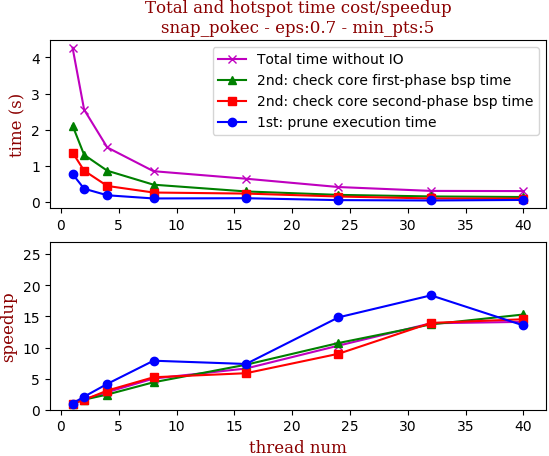 Total and hotspot time cost/speedup
snap_pokec - eps:0.7 - min_pts:5
time (s)
4
3
2
1
0
Total time without IO
2nd: check core first-phase bsp time
2nd: check core second-phase bsp time
1st: prune execution time
0 5 10 15 20 25 30 35 40
speedup
25
20
15
10
5
0
0 5 10 15 20 25 30 35 40
thread num